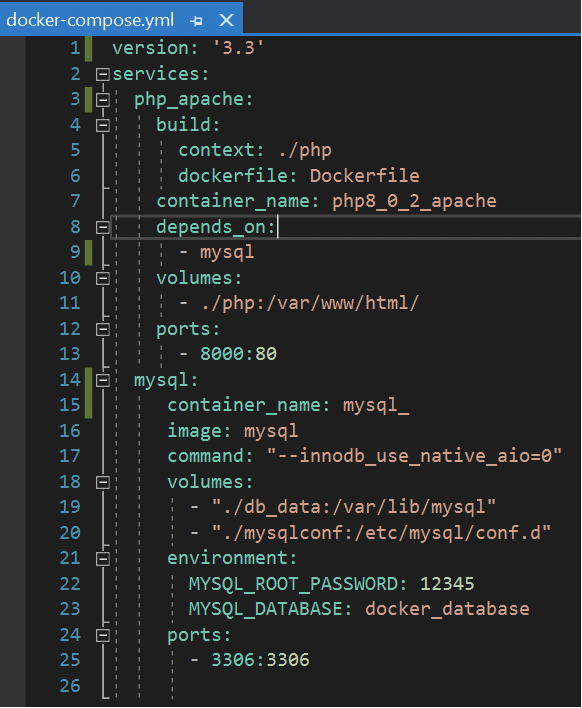 docker-compose.yml
1 version: '3.3'
2 services:
3   php_apache:
4     build:
5       context: ./php
6       dockerfile: Dockerfile
7     container_name: php8_0_2_apache
8     depends_on:
9       - mysql
10     volumes:
11       - ./php:/var/www/html/
12     ports:
13       - 8000:80
14   mysql:
15      container_name: mysql_
16      image: mysql
17      command: "--innodb_use_native_aio=0"
18      volumes:
19        - "./db_data:/var/lib/mysql"
20        - "./mysqlconf:/etc/mysql/conf.d"
21      environment:
22        MYSQL_ROOT_PASSWORD: 12345
23        MYSQL_DATABASE: docker_database
24      ports:
25        - 3306:3306
26